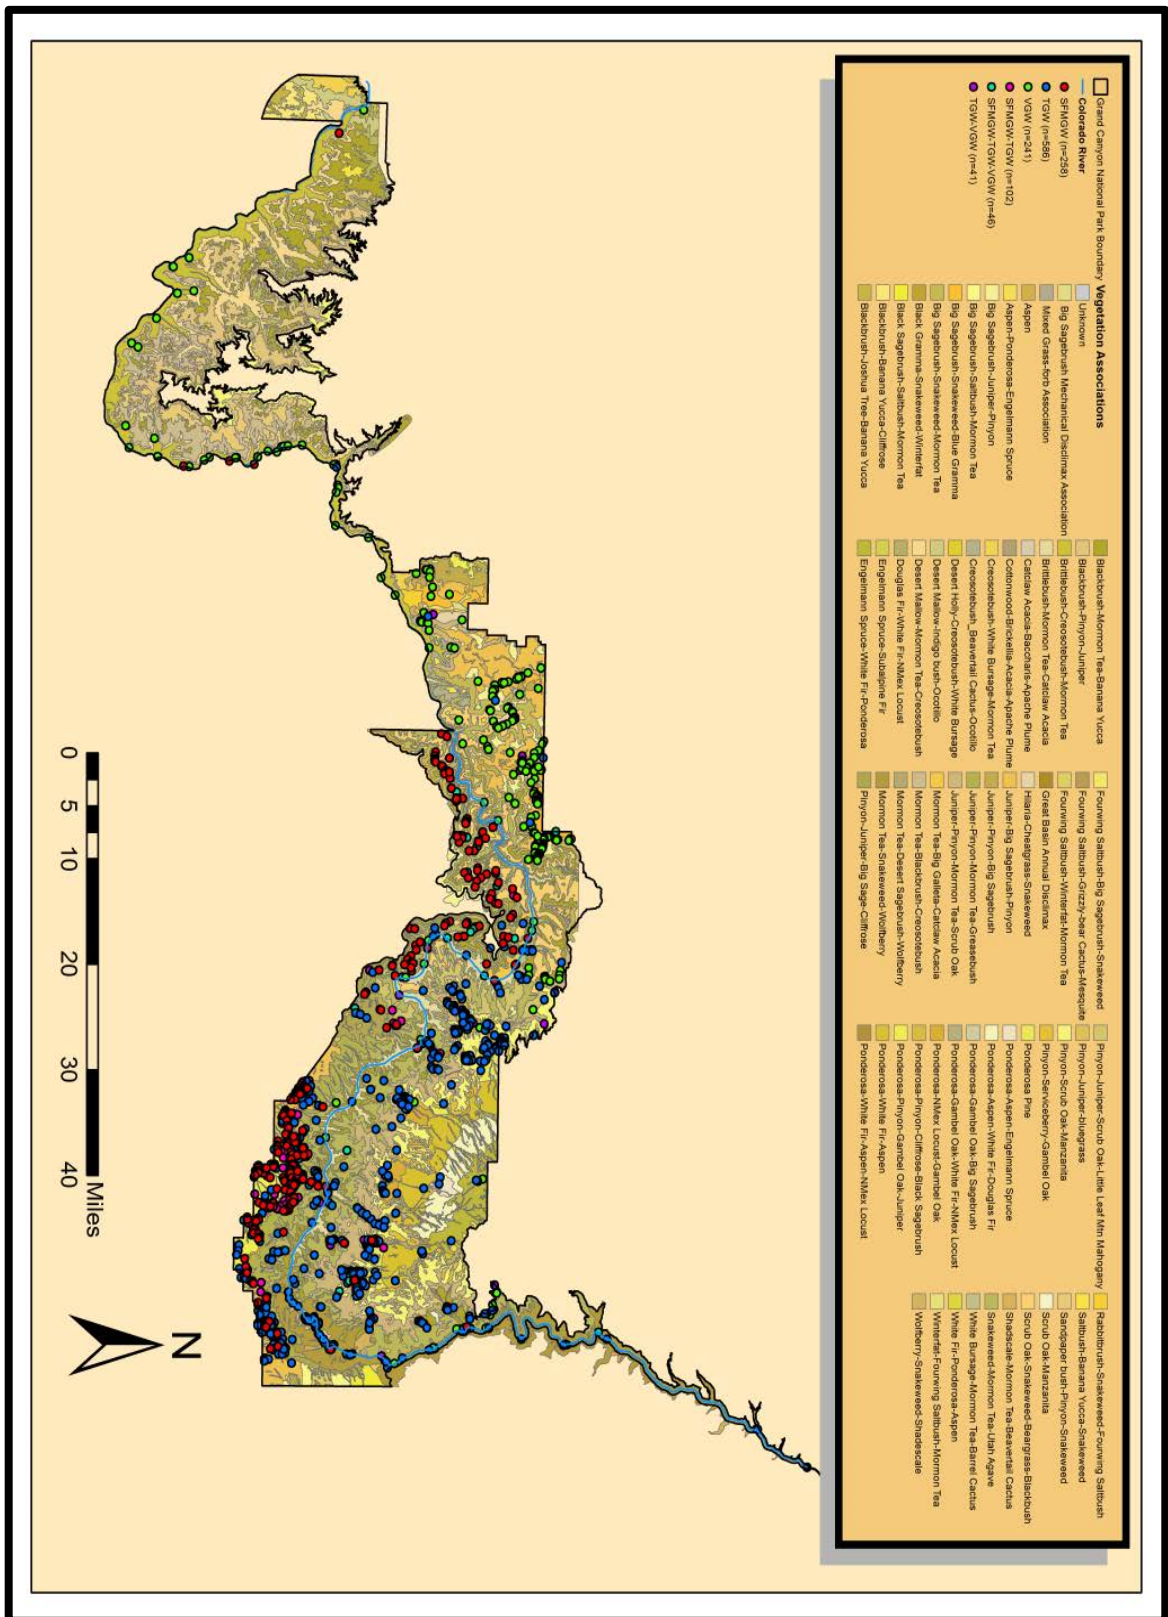 Grand Canyon National Park Boundary
Colorado River
SFMGW (n=258)
TGW (n=586)
VGW (n=241)
SFMGW-TGW (n=102)
SFMGW-TGW-VGW (n=46)
TGW-VGW (n=41)
Vegetation Associations
Unknown
Big Sagebrush Mechanical Disclimax Association
Mixed Grass-forb Association
Aspen
Aspen-Ponderosa-Engelmann Spruce
Big Sagebrush-Juniper-Pinyon
Big Sagebrush-Saltbush-Mormon Tea
Big Sagebrush-Snakeweed-Blue Gramma
Big Sagebrush-Snakeweed-Mormon Tea
Black Gramma-Snakeweed-Winterfat
Black Sagebrush-Saltbush-Mormon Tea
Blackbrush-Banana Yucca-Cliffrose
Blackbrush-Joshua Tree-Banana Yucca
Blackbrush-Mormon Tea-Banana Yucca
Blackbrush-Pinyon-Juniper
Brittlebush-Creosotebush-Mormon Tea
Brittlebush-Mormon Tea-Catclaw Acacia
Catclaw Acacia-Baccharis-Apache Plume
Cottonwood-Brickellia-Acacia-Apache Plume
Creosotebush-White Bursage-Mormon Tea
Creosotebush_Beavertail Cactus-Ocotillo
Desert Holly-Creosotebush-White Bursage
Desert Mallow-Indigo bush-Ocotillo
Desert Mallow-Mormon Tea-Creosotebush
Douglas Fir-White Fir-NMex Locust
Engelmann Spruce-Subalpine Fir
Engelmann Spruce-White Fir-Ponderosa
Fourwing Saltbush-Big Sagebrush-Snakeweed
Fourwing Saltbush-Grizzly-bear Cactus-Mesquite
Fourwing Saltbush-Winterfat-Mormon Tea
Great Basin Annual Disclimax
Hilaria-Cheatgrass-Snakeweed
Juniper-Big Sagebrush-Pinyon
Juniper-Pinyon-Big Sagebrush
Juniper-Pinyon-Mormon Tea-Greasebush
Juniper-Pinyon-Mormon Tea-Scrub Oak
Mormon Tea-Big Galleta-Catclaw Acacia
Mormon Tea-Blackbrush-Creosotebush
Mormon Tea-Desert Sagebrush-Wolfberry
Mormon Tea-Snakeweed-Wolfberry
Pinyon-Juniper-Big Sage-Cliffrose
Pinyon-Juniper-Scrub Oak-Little Leaf Mtn Mahogany
Pinyon-Juniper-bluegrass
Pinyon-Scrub Oak-Manzanita
Pinyon-Serviceberry-Gambel Oak
Ponderosa Pine
Ponderosa-Aspen-Engelmann Spruce
Ponderosa-Aspen-White Fir-Douglas Fir
Ponderosa-Gambel Oak-Big Sagebrush
Ponderosa-Gambel Oak-White Fir-NMex Locust
Ponderosa-NMex Locust-Gambel Oak
Ponderosa-Pinyon-Cliffrose-Black Sagebrush
Ponderosa-Pinyon-Gambel Oak-Juniper
Ponderosa-White Fir-Aspen
Ponderosa-White Fir-Aspen-NMex Locust
Rabbitbrush-Snakeweed-Fourwing Saltbush
Saltbush-Banana Yucca-Snakeweed
Sandpaper bush-Pinyon-Snakeweed
Scrub Oak-Manzanita
Scrub Oak-Snakeweed-Beargrass-Blackbush
Shadscale-Mormon Tea-Beavertail Cactus
Snakeweed-Mormon Tea-Utah Agave
White Bursage-Mormon Tea-Barrel Cactus
White Fir-Ponderosa-Aspen
Winterfat-Fourwing Saltbush-Mormon Tea
Wolfberry-Snakeweed-Shadescale
0 5 10 20 30 40
Miles
N